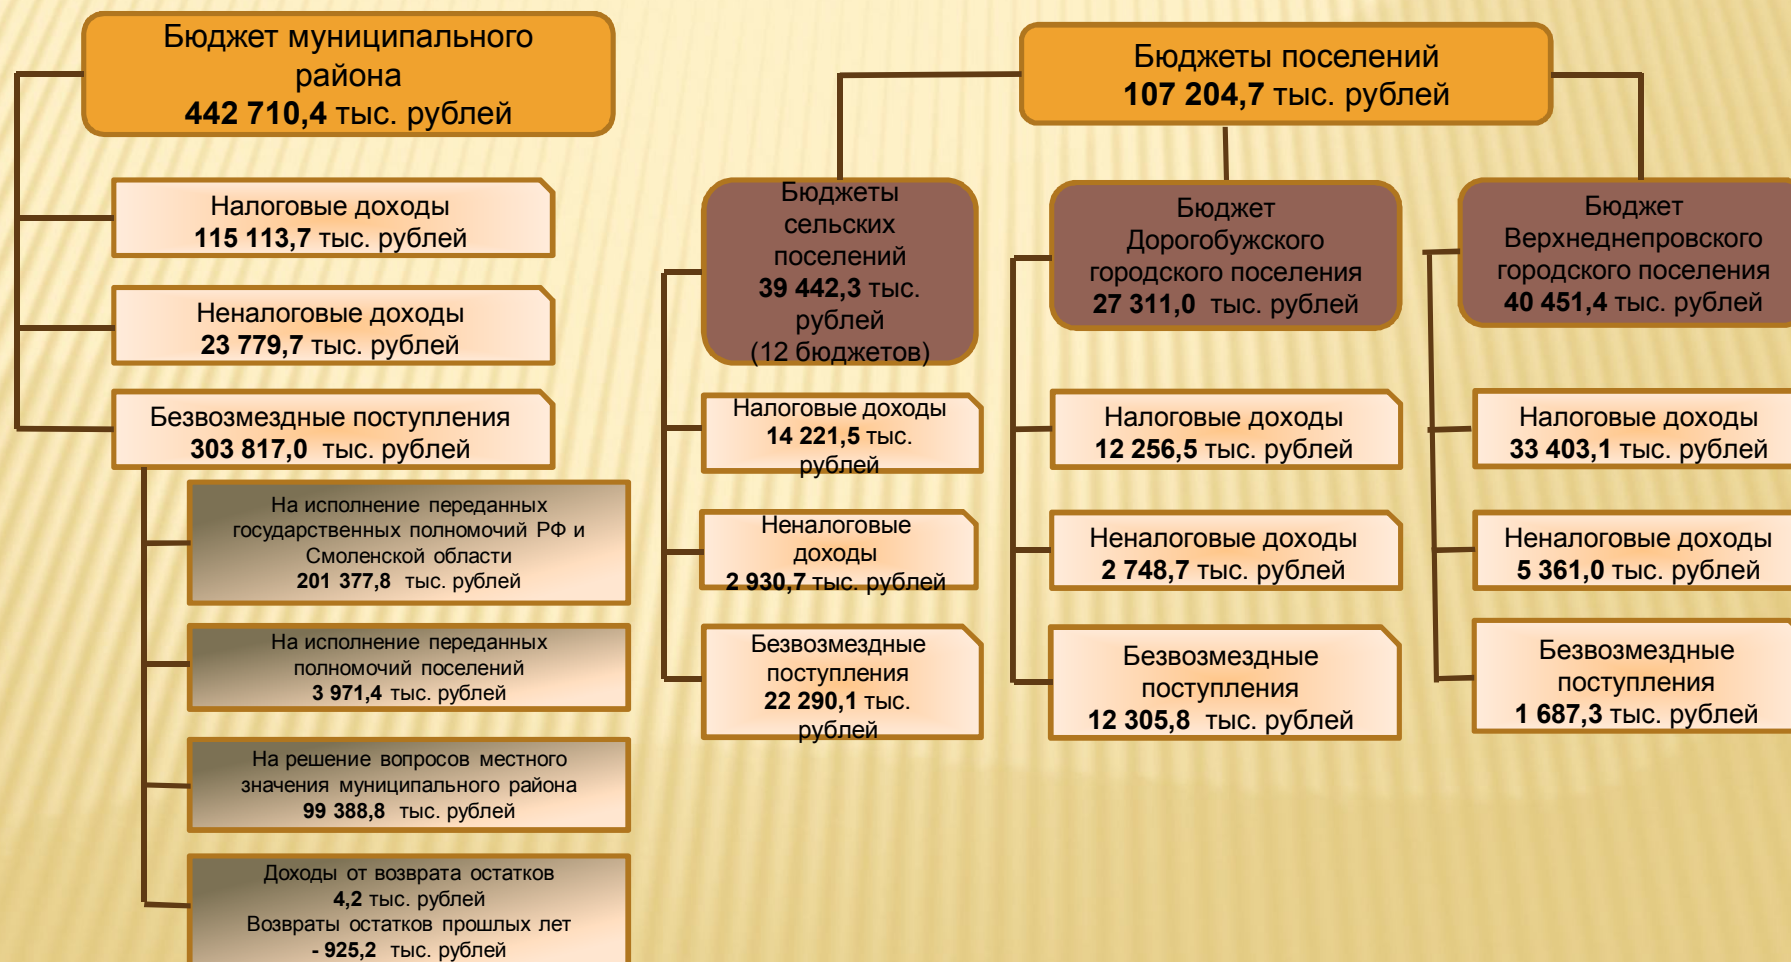 Бюджет муниципального
района
442 710,4 тыс. рублей
Налоговые доходы
115 113,7 тыс. рублей
Неналоговые доходы
23 779,7 тыс. рублей
Безвозмездные поступления
303 817,0 тыс. рублей
На исполнение переданных
государственных полномочий РФ и
Смоленской области
201 377,8 тыс. рублей
На исполнение переданных
полномочий поселений
3 971,4 тыс. рублей
На решение вопросов местного
значения муниципального района
99 388,8 тыс. рублей
Доходы от возврата остатков
4,2 тыс. рублей
Возвраты остатков прошлых лет
- 925,2 тыс. рублей
Бюджеты поселений
107 204,7 тыс. рублей
Бюджеты
сельских
поселений
39 442,3 тыс.
рублей
(12 бюджетов)
Налоговые доходы
14 221,5 тыс.
рублей
Неналоговые
доходы
2 930,7 тыс. рублей
Безвозмездные
поступления
22 290,1 тыс.
рублей
Бюджет
Дорогобужского
городского поселения
27 311,0 тыс. рублей
Налоговые доходы
12 256,5 тыс. рублей
Неналоговые доходы
2 748,7 тыс. рублей
Безвозмездные
поступления
12 305,8 тыс. рублей
Бюджет
Верхнеднепровского
городского поселения
40 451,4 тыс. рублей
Налоговые доходы
33 403,1 тыс. рублей
Неналоговые доходы
5 361,0 тыс. рублей
Безвозмездные
поступления
1 687,3 тыс. рублей